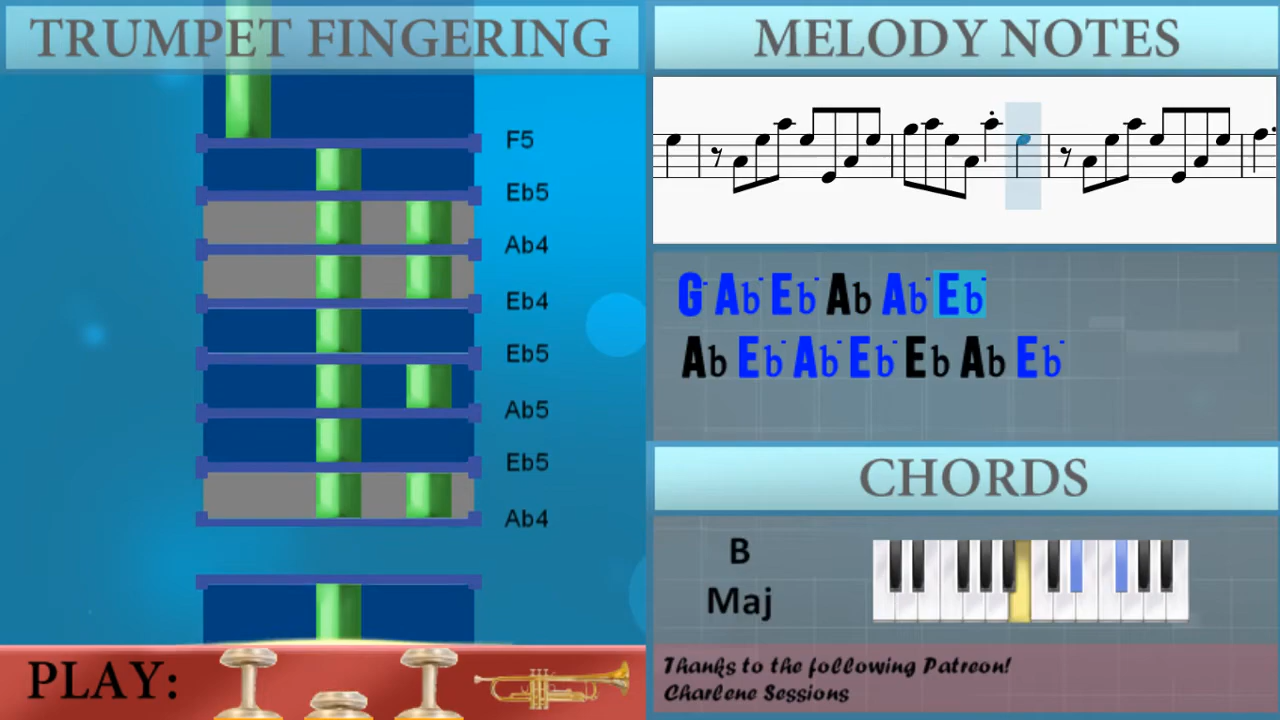 TRUMPET FINGERING
F5
Eb5
Ab4
Eb4
Eb5
Ab5
Eb5
Ab4
PLAY:
MELODY NOTES
G Ab Eb Ab Ab Eb
Ab Eb Ab Eb Eb Ab Eb
CHORDS
B
Maj
Thanks to the following Patreon!
Charlene Sessions